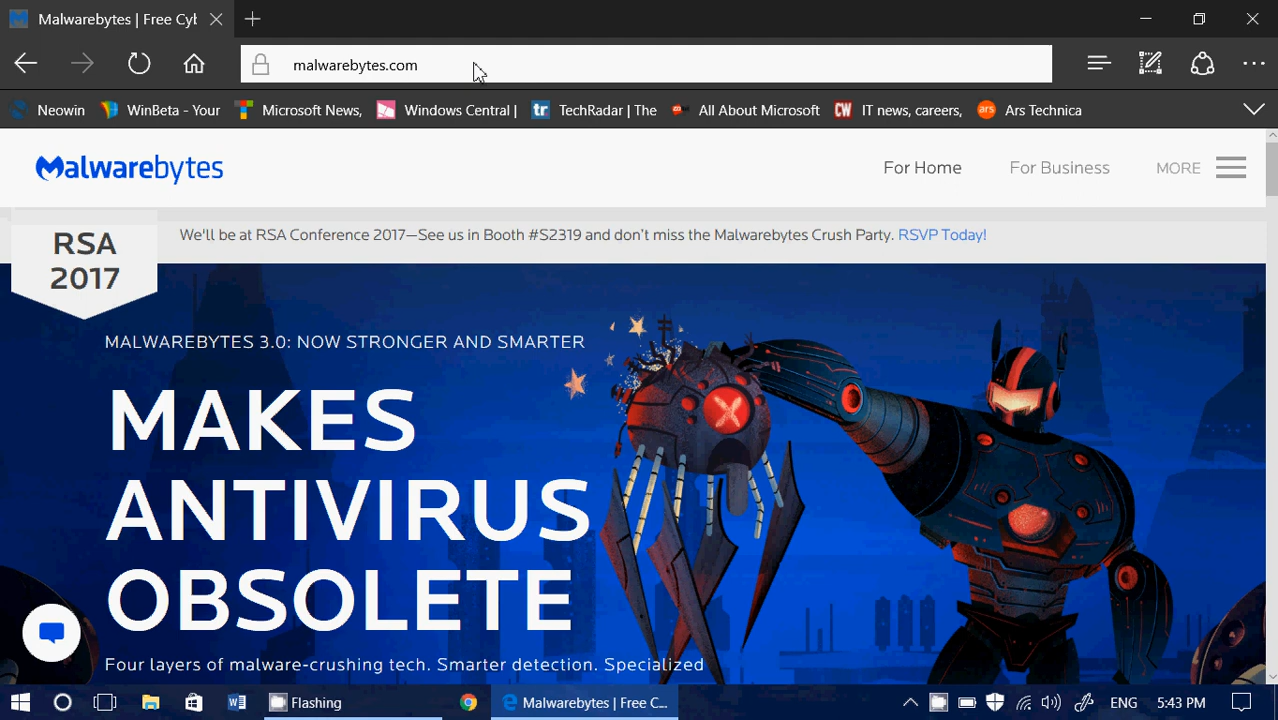 Malwarebytes | Free Cyl
malwarebytes.com
Neowin WinBeta - Your Microsoft News, Windows Central | TechRadar | The All About Microsoft CW IT news, careers, ars Ars Technica
Malwarebytes For Home For Business MORE
RSA
2017
We'll be at RSA Conference 2017—See us in Booth #S2319 and don't miss the Malwarebytes Crush Party. RSVP Today!
MALWAREBYTES 3.0: NOW STRONGER AND SMARTER
MAKES
ANTIVIRUS
OBSOLETE
Four layers of malware-crushing tech. Smarter detection. Specialized
Flashing Malwarebytes | Free C... ENG 5:43 PM